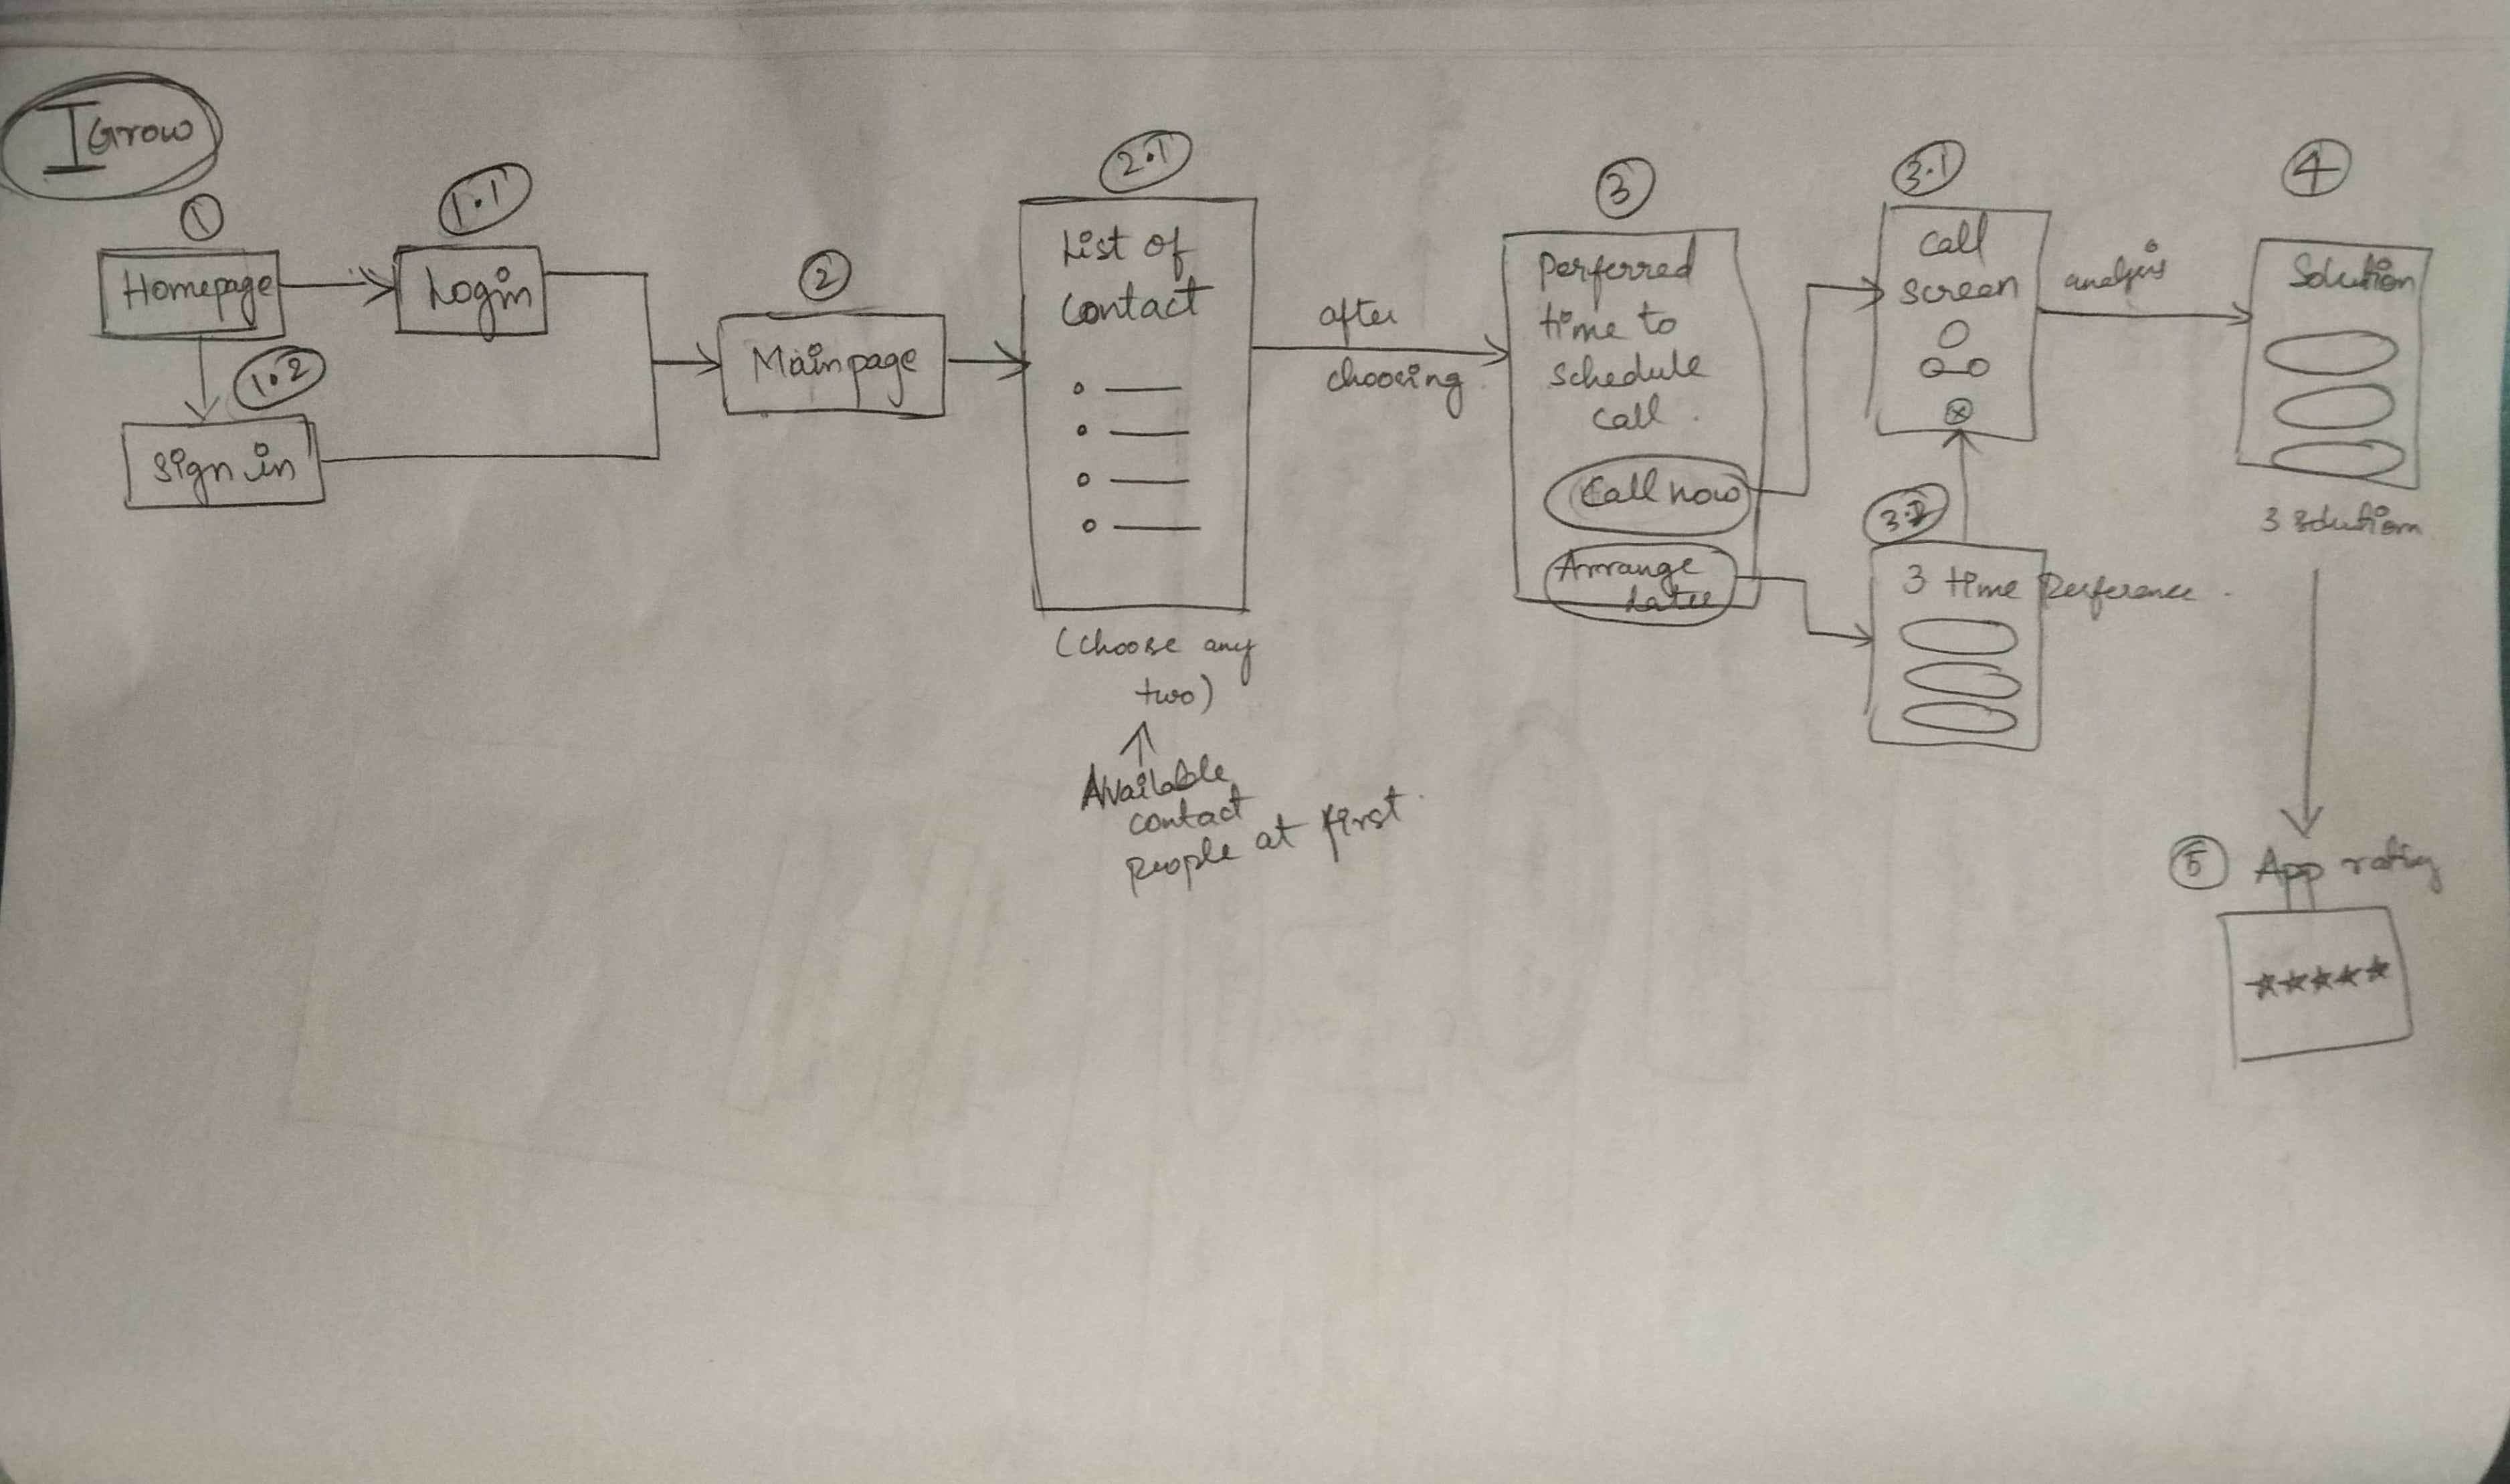 I Grow
1
Homepage
1.1
Login
1.2
Sign in
2
Mainpage
2.1
List of
Contact
(Choose any
two)
Available
contact
people at first.
after
choosing
3
Perferred
time to
schedule
call.
Call now
Arrange
Later
3.1
Call
screen
3.2
3 time Perference.
analysis
4
Solution
3 solution
5 App rating